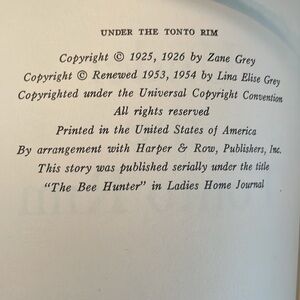 UNDER THE TONTO RIM
Copyright © 1925, 1926 by Zane Grey
Copyright © Renewed 1953, 1954 by Lina Elise Grey
Copyrighted under the Universal Copyright Convention
All rights reserved
Printed in the United States of America
By arrangement with Harper & Row, Publishers, Inc.
This story was published serially under the title
"The Bee Hunter" in Ladies Home Journal